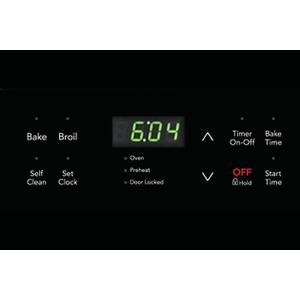 6:04
Bake
Broil
Timer
On-Off
Bake
Time
Oven
Preheat
Door Locked
Self
Clean
Set
Clock
OFF
Hold
Start
Time